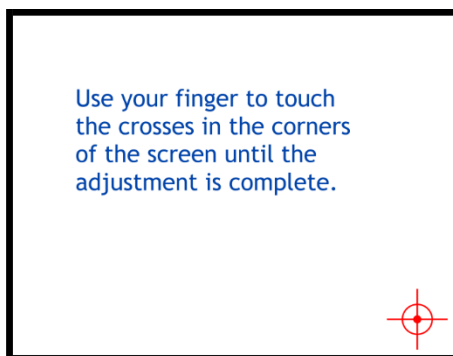 Use your finger to touch
the crosses in the corners
of the screen until the
adjustment is complete.